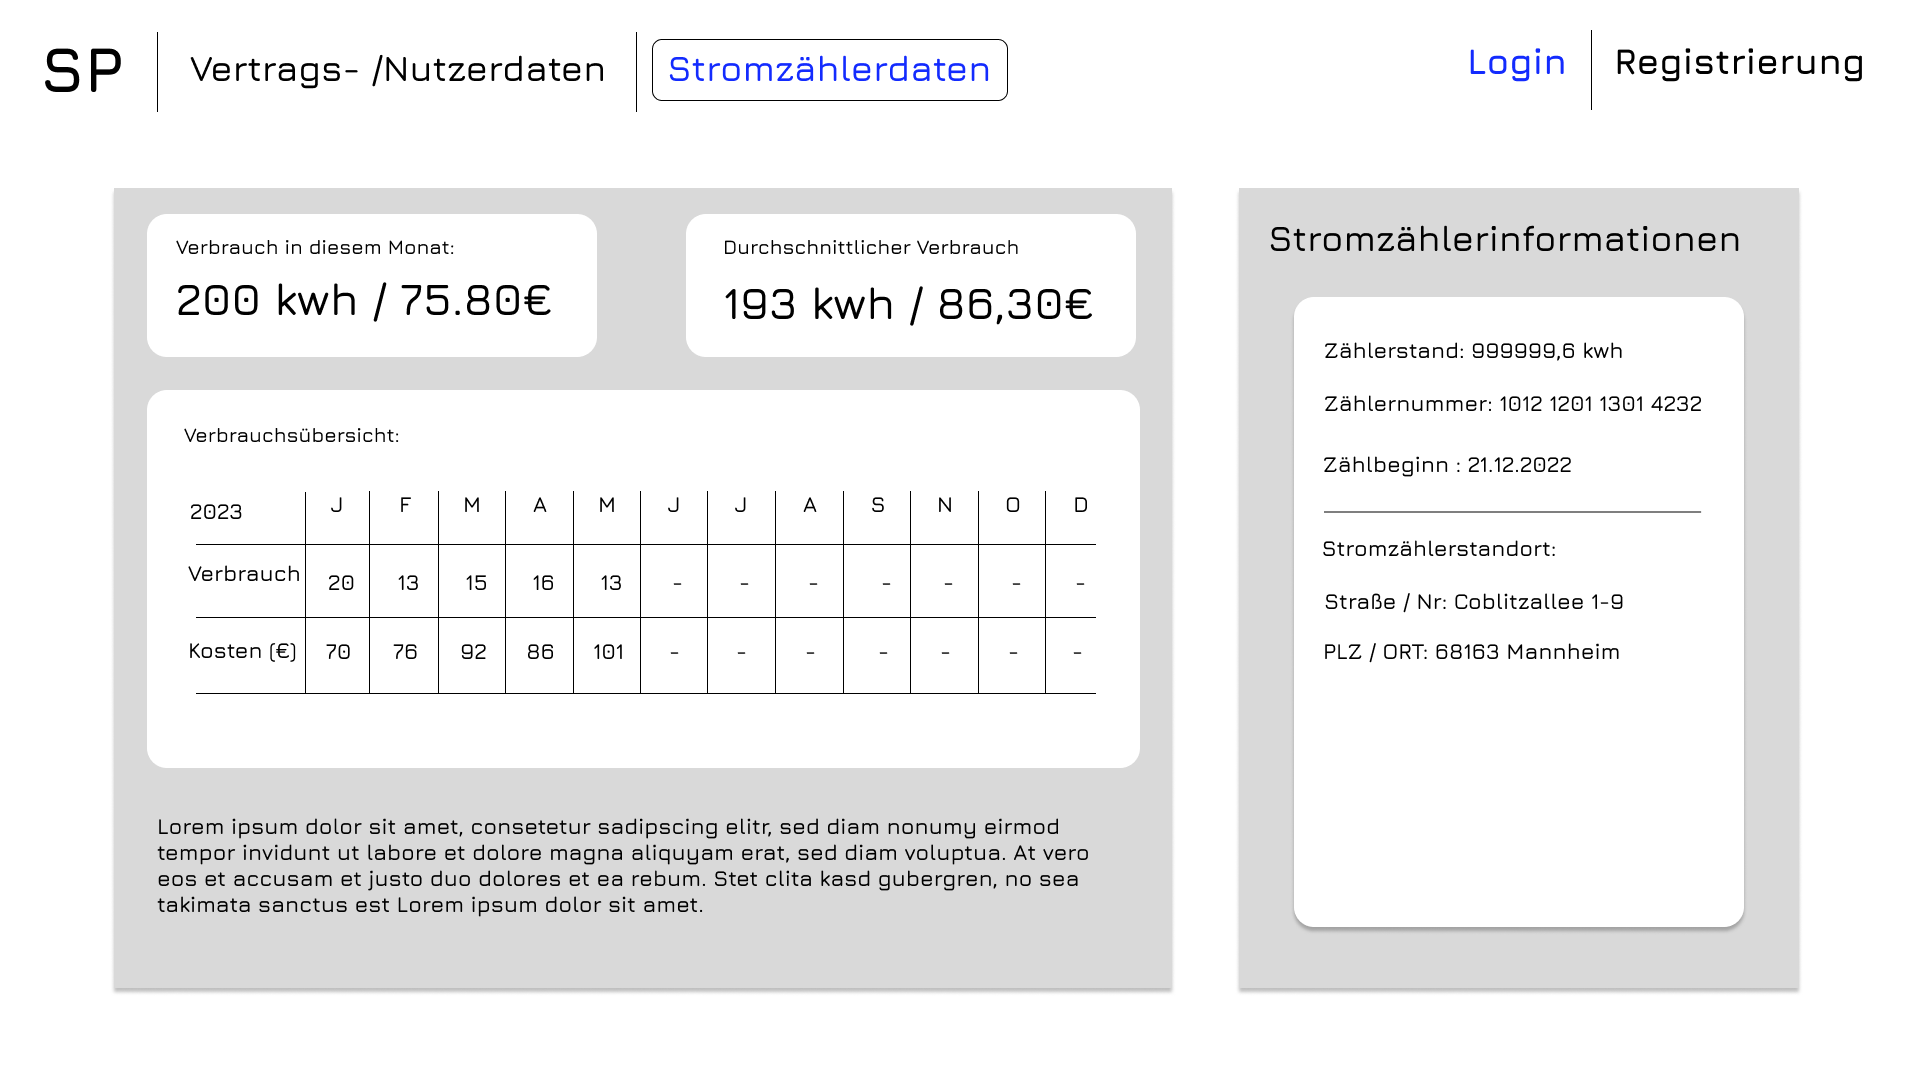 SP Vertrags- /Nutzerdaten Stromzählerdaten Login Registrierung
Verbrauch in diesem Monat:
200 kwh / 75.80€
Durchschnittlicher Verbrauch
193 kwh / 86,30€
Verbrauchsübersicht:
2023 J F M A M J J A S N O D
Verbrauch 20 13 15 16 13 - - - - - - -
Kosten (€) 70 76 92 86 101 - - - - - - -
Lorem ipsum dolor sit amet, consetetur sadipscing elitr, sed diam nonumy eirmod
tempor invidunt ut labore et dolore magna aliquyam erat, sed diam voluptua. At vero
eos et accusam et justo duo dolores et ea rebum. Stet clita kasd gubergren, no sea
takimata sanctus est Lorem ipsum dolor sit amet.
Stromzählerinformationen
Zählerstand: 999999,6 kwh
Zählernummer: 1012 1201 1301 4232
Zählbeginn : 21.12.2022
Stromzählerstandort:
Straße / Nr: Coblitzallee 1-9
PLZ / ORT: 68163 Mannheim